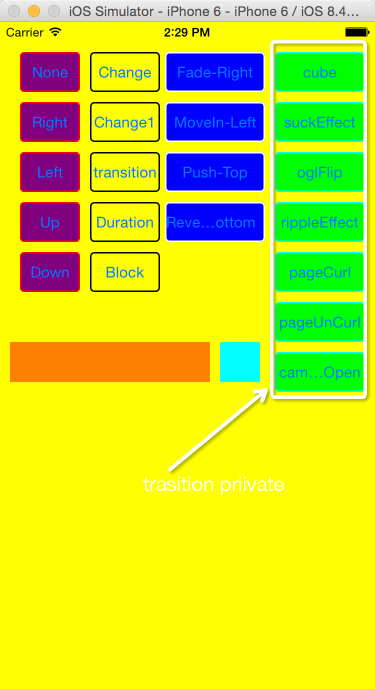 iOS Simulator - iPhone 6 - iPhone 6 / iOS 8.4...
Carrier 2:29 PM
None Change Fade-Right cube
Right Change1 MoveIn-Left suckEffect
Left transition Push-Top oglFlip
Up Duration Reve...ottom rippleEffect
Down Block pageCurl
pageUnCurl
cam...Open
trasition priivate